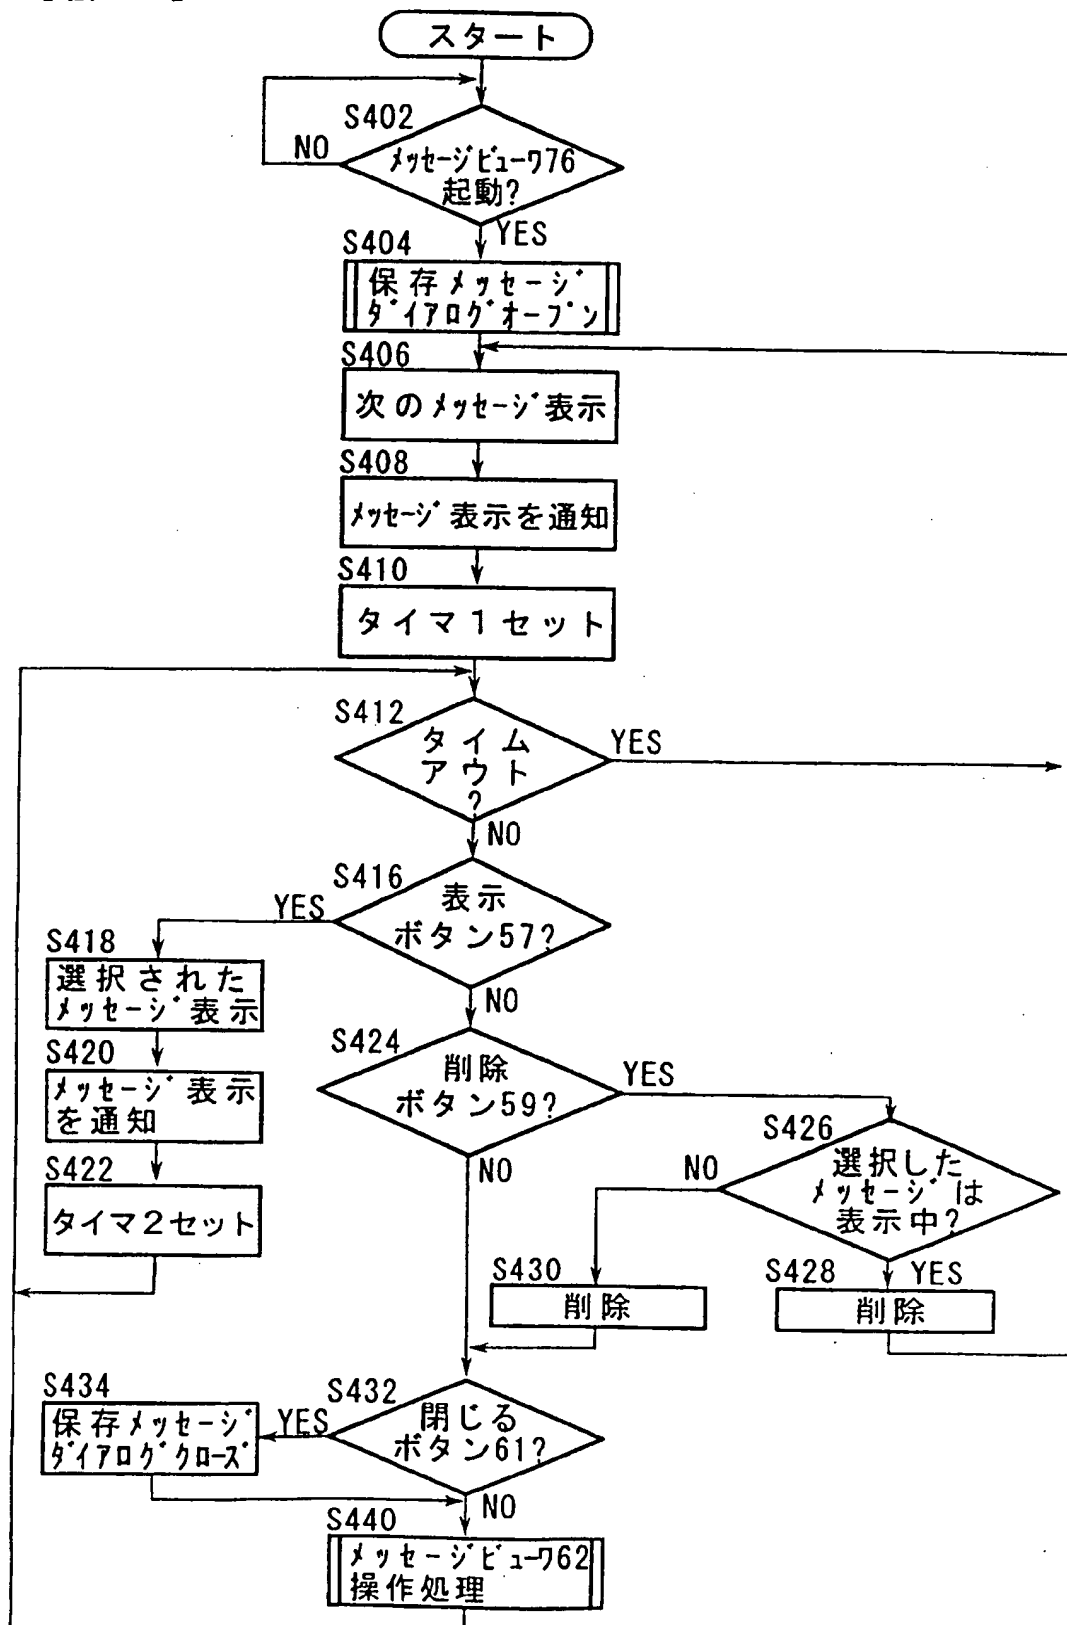 スタート
S402
NO
メッセージビューワ76
起動?
YES
S404
保存メッセージ
ダイアログオープン
S406
次のメッセージ表示
S408
メッセージ表示を通知
S410
タイマ1セット
S412
タイム
アウト
?
YES
NO
S416
表示
ボタン57?
YES
NO
S418
選択された
メッセージ表示
S420
メッセージ表示
を通知
S422
タイマ2セット
S424
削除
ボタン59?
YES
NO
S426
選択した
メッセージは
表示中?
NO
YES
S430
削除
S428
削除
S432
閉じる
ボタン61?
YES
NO
S434
保存メッセージ
ダイアログクローズ
S440
メッセージビューワ62
操作処理